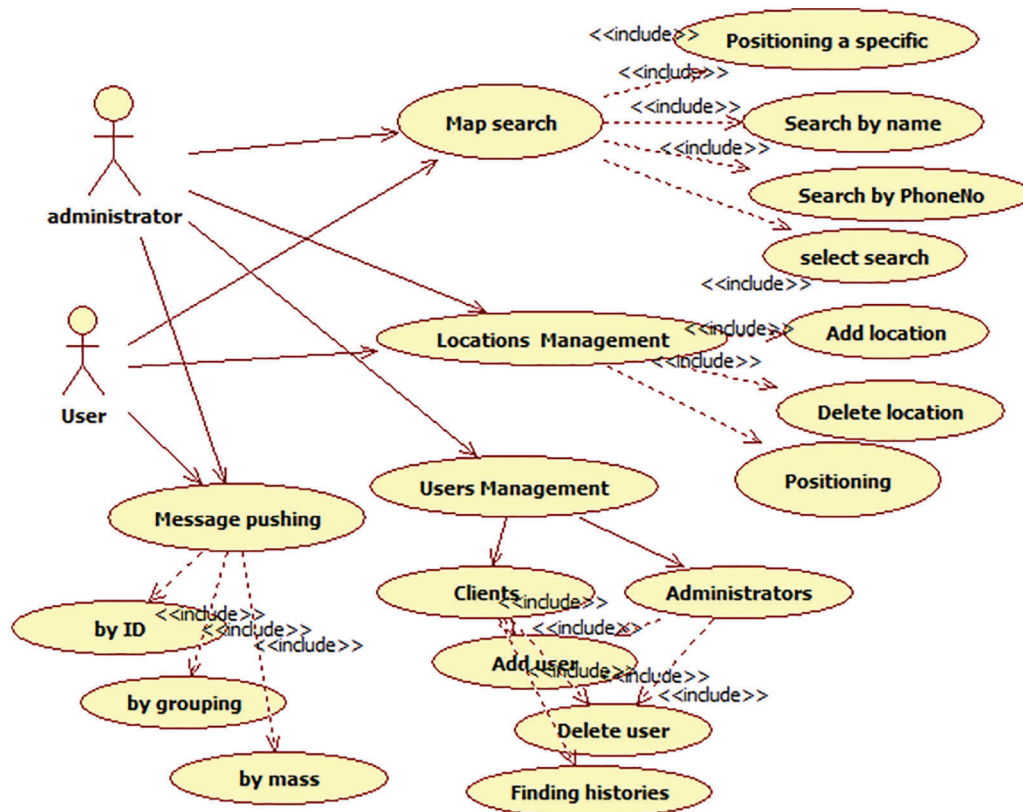 <<include>>
Positioning a specific
<<include>>
<<include>>
Map search
Search by name
<<include>>
Search by PhoneNo
administrator
select search
<<include>>
<<include>>
Add location
Locations  Management
<<include>>
User
Delete location
Users Management
Positioning
Message pushing
Clients
Administrators
<<include>>
<<include>>
<<include>>
by ID
<<include>>
<<include>>
Add user
<<include>>
<<include>>
<<include>>
by grouping
Delete user
by mass
Finding histories